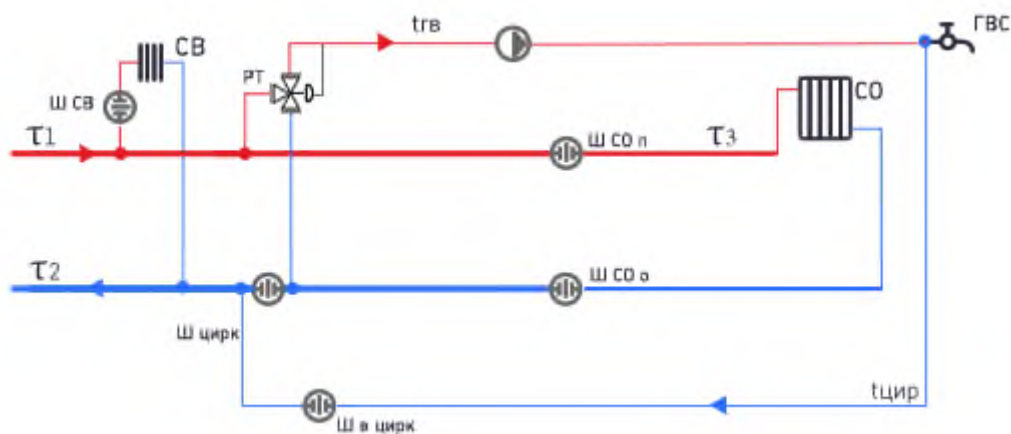 tгв
ГВС
СВ
РТ
СО
Ш СВ
τ1
Ш СО п
τ3
τ2
Ш СО о
Ш цирк
tцир
Ш в цирк